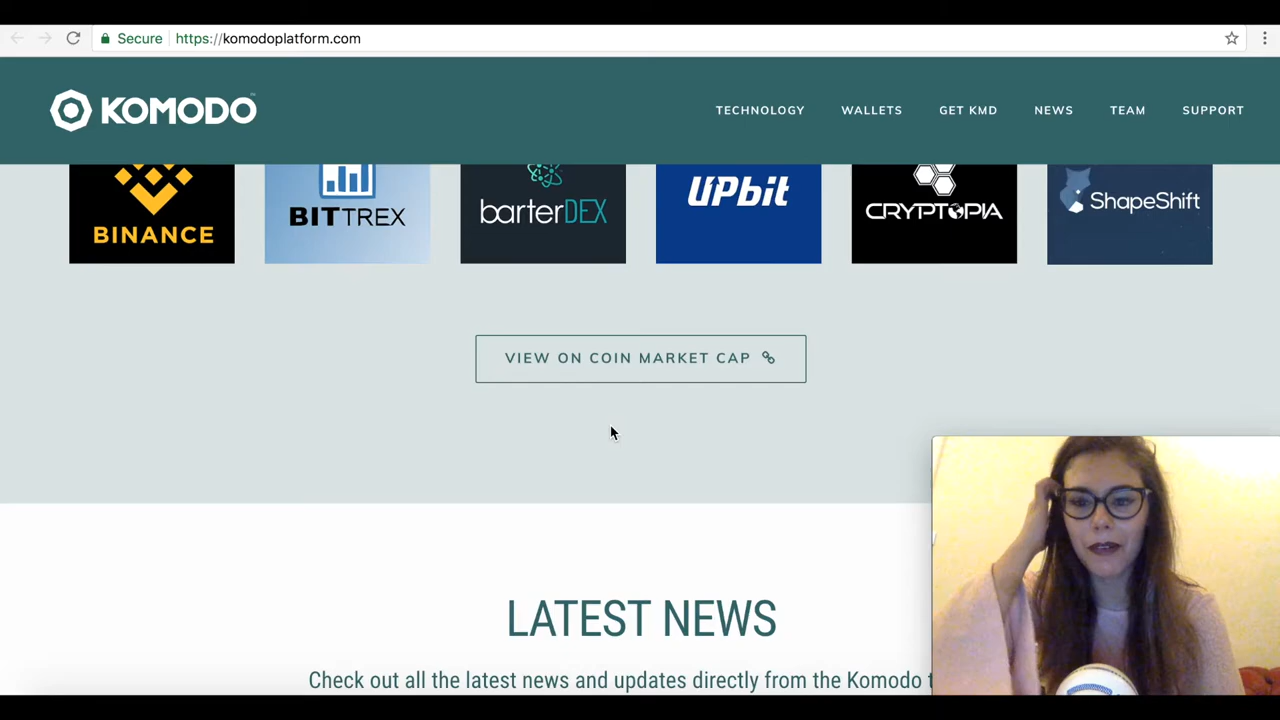 Secure https://komodoplatform.com
KOMODO
TECHNOLOGY WALLETS GET KMD NEWS TEAM SUPPORT
BINANCE BITTREX barterDEX UPbit CRYPTOPIA ShapeShift
VIEW ON COIN MARKET CAP
LATEST NEWS
Check out all the latest news and updates directly from the Komodo